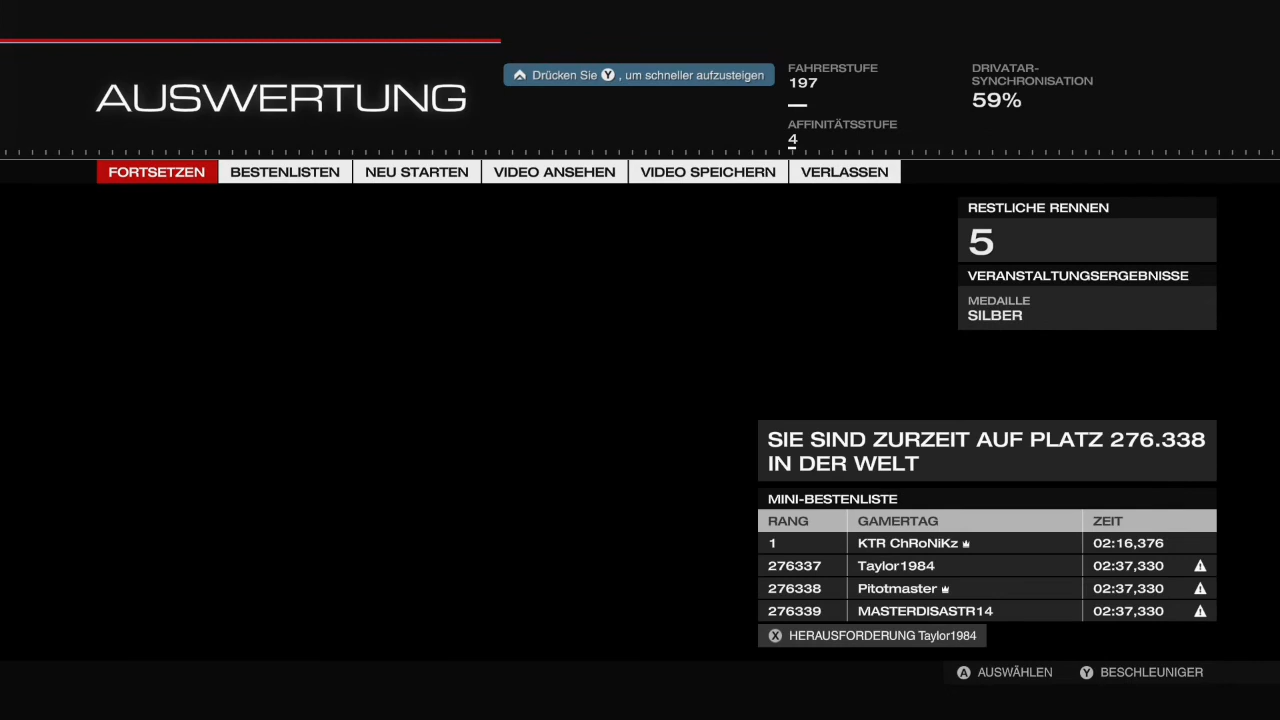 AUSWERTUNG
Drücken Sie Y , um schneller aufzusteigen
FAHRERSTUFE
197
AFFINITÄTSSTUFE
4
DRIVATAR-
SYNCHRONISATION
59%
FORTSETZEN BESTENLISTEN NEU STARTEN VIDEO ANSEHEN VIDEO SPEICHERN VERLASSEN
RESTLICHE RENNEN
5
VERANSTALTUNGSERGEBNISSE
MEDAILLE
SILBER
SIE SIND ZURZEIT AUF PLATZ 276.338
IN DER WELT
MINI-BESTENLISTE
RANG GAMERTAG ZEIT
1 KTR ChRoNiKz 02:16,376
276337 Taylor1984 02:37,330
276338 Pitotmaster 02:37,330
276339 MASTERDISASTR14 02:37,330
X HERAUSFORDERUNG Taylor1984
A AUSWÄHLEN Y BESCHLEUNIGER